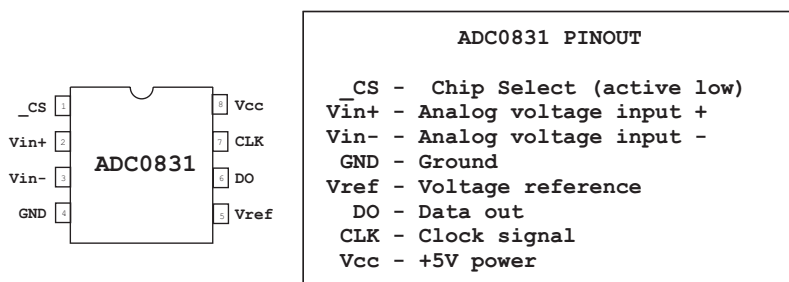 _CS 1
8 Vcc
Vin+ 2
7 CLK
ADC0831
Vin- 3
6 DO
GND 4
5 Vref
ADC0831 PINOUT
_CS - Chip Select (active low)
Vin+ - Analog voltage input +
Vin- - Analog voltage input -
GND - Ground
Vref - Voltage reference
DO - Data out
CLK - Clock signal
Vcc - +5V power